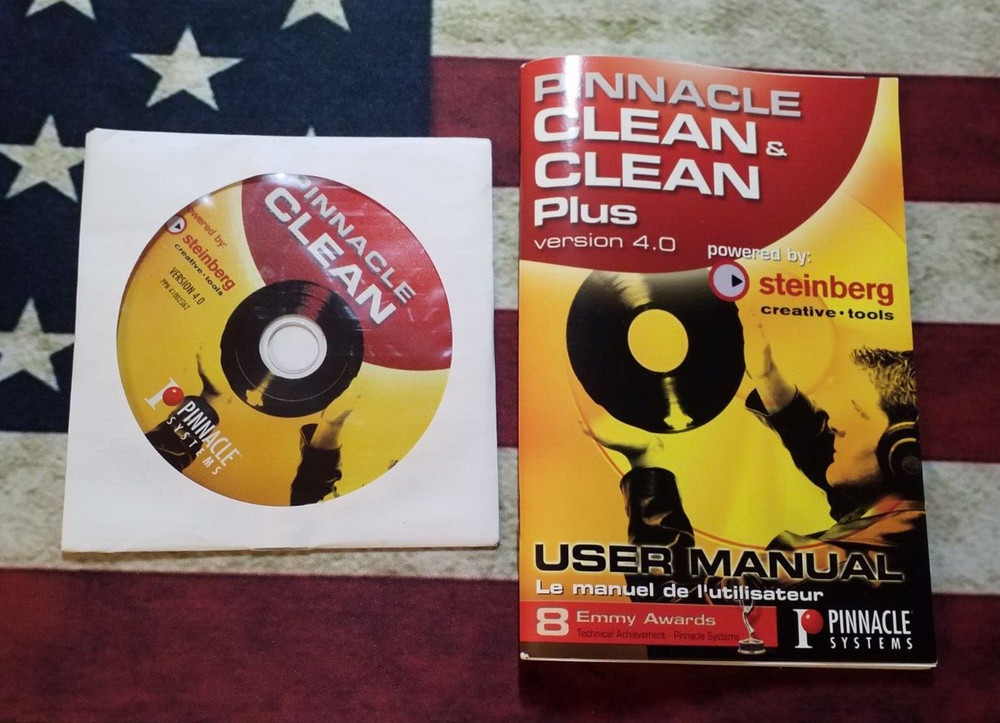 PINNACLE
CLEAN
powered by:
steinberg
creative•tools
VERSION 4.0
PINNACLE
SYSTEMS
PINNACLE
CLEAN &
CLEAN
Plus
version 4.0
powered by:
steinberg
creative•tools
USER MANUAL
Le manuel de l'utilisateur
8 Emmy Awards
Technical Achievement - Pinnacle Systems
PINNACLE
SYSTEMS